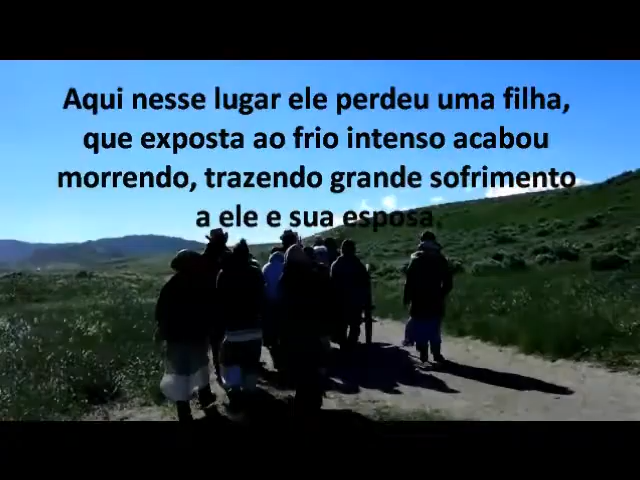 Aqui nesse lugar ele perdeu uma filha,
que exposta ao frio intenso acabou
morrendo, trazendo grande sofrimento
a ele e sua esposa.